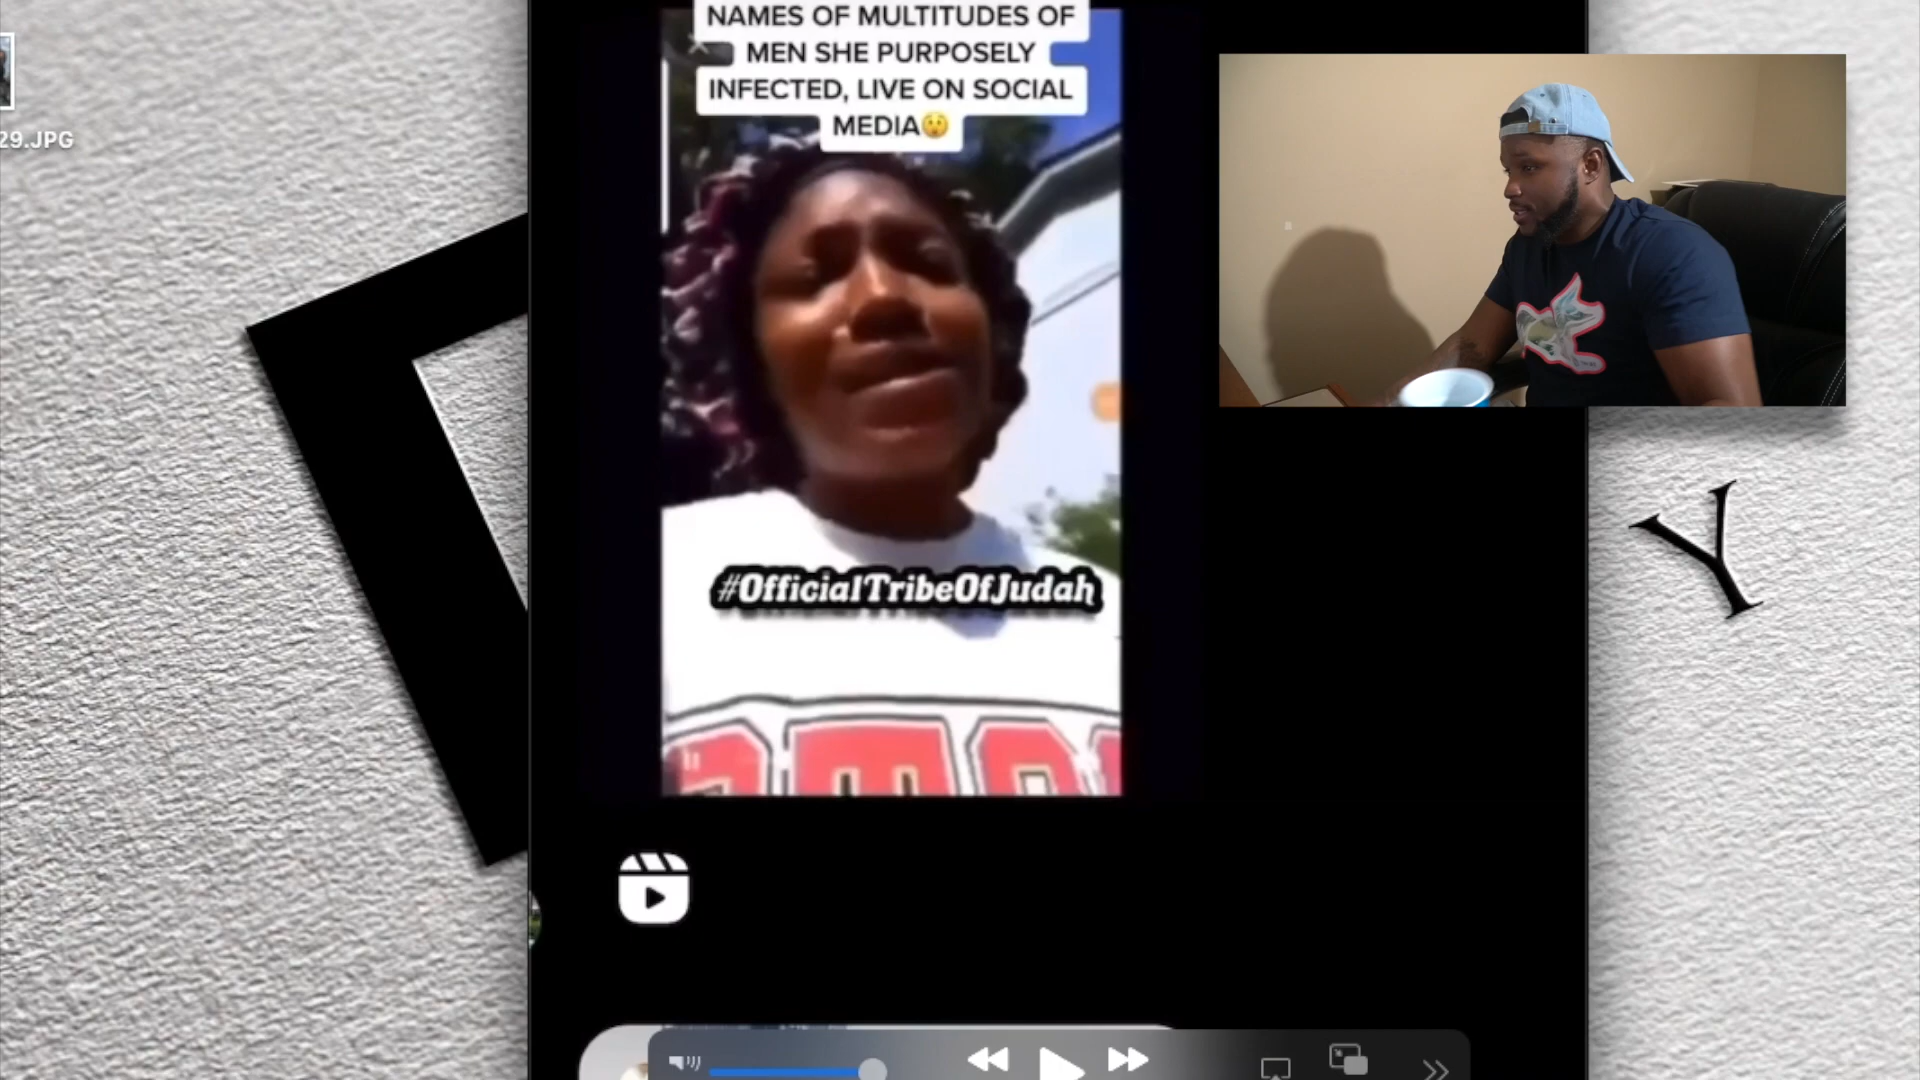 NAMES OF MULTITUDES OF
MEN SHE PURPOSELY
INFECTED, LIVE ON SOCIAL
MEDIA😲
29.JPG
#OfficialTribeOfJudah
Y